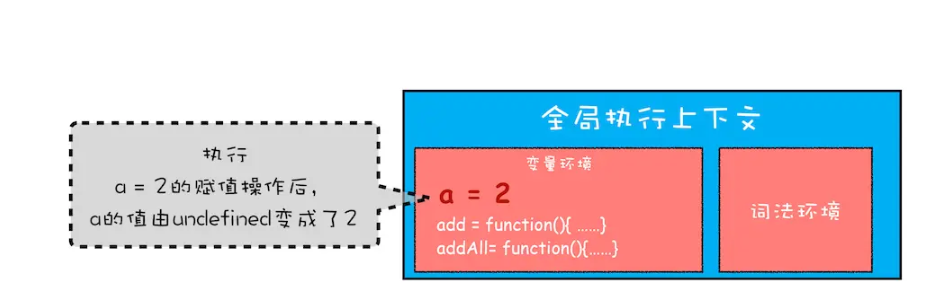 全局执行上下文
执行
a = 2的赋值操作后，
a的值由undefined变成了2
变量环境
a = 2
add = function(){ ……}
addAll= function(){……}
词法环境